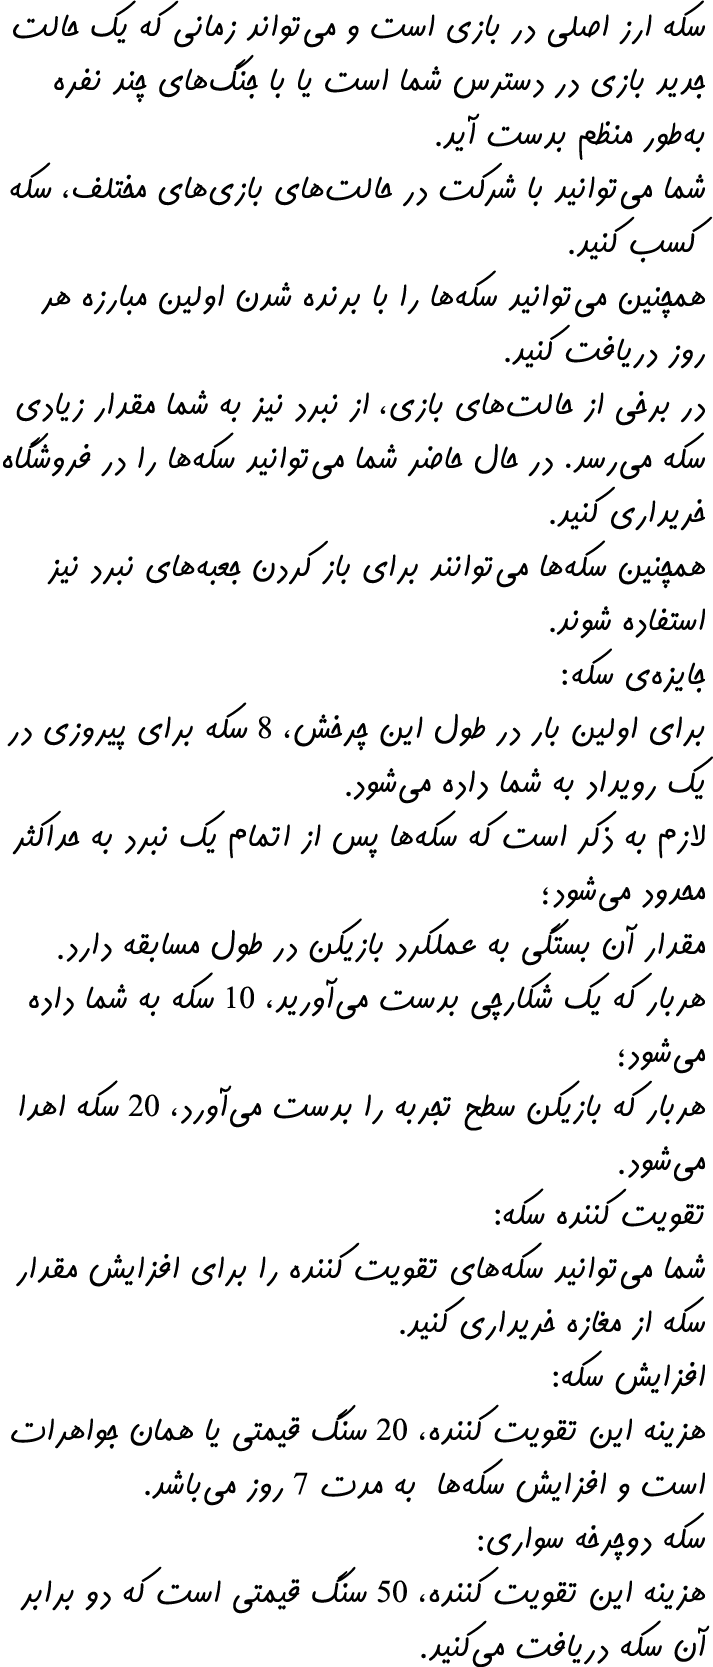 سکه ارز اصلی در بازی است و می‌تواند زمانی که یک حالت
جدید بازی در دسترس شما است یا با جنگ‌های چند نفره
به‌طور منظم بدست آید.
شما می‌توانید با شرکت در حالت‌های بازی‌های مختلف، سکه
کسب کنید.
همچنین می‌توانید سکه‌ها را با برنده شدن اولین مبارزه هر
روز دریافت کنید.
در برخی از حالت‌های بازی، از نبرد نیز به شما مقدار زیادی
سکه می‌رسد. در حال حاضر شما می‌توانید سکه‌ها را در فروشگاه
خریداری کنید.
همچنین سکه‌ها می‌توانند برای باز کردن جعبه‌های نبرد نیز
استفاده شوند.
جایزه‌ی سکه:
برای اولین بار در طول این چرخش، 8 سکه برای پیروزی در
یک رویداد به شما داده می‌شود.
لازم به ذکر است که سکه‌ها پس از اتمام یک نبرد به حداکثر
محدود می‌شود؛
مقدار آن بستگی به عملکرد بازیکن در طول مسابقه دارد.
هربار که یک شکارچی بدست می‌آورید، 10 سکه به شما داده
می‌شود؛
هربار که بازیکن سطح تجربه را بدست می‌آورد، 20 سکه اهدا
می‌شود.
تقویت کننده سکه:
شما می‌توانید سکه‌های تقویت کننده را برای افزایش مقدار
سکه از مغازه خریداری کنید.
افزایش سکه:
هزینه این تقویت کننده، 20 سنگ قیمتی یا همان جواهرات
است و افزایش سکه‌ها به مدت 7 روز می‌باشد.
سکه دوچرخه سواری:
هزینه این تقویت کننده، 50 سنگ قیمتی است که دو برابر
آن سکه دریافت می‌کنید.